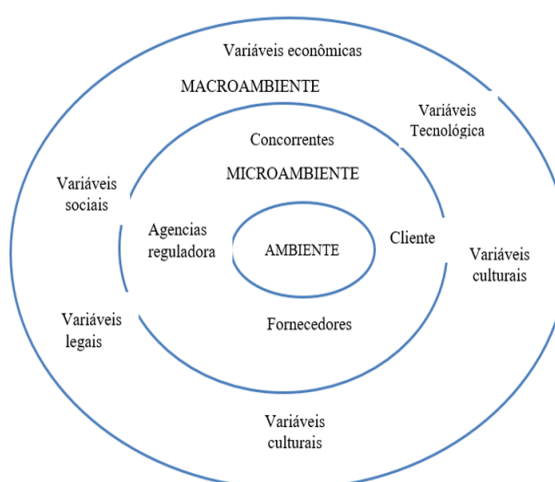 Variáveis econômicas
MACROAMBIENTE
Variáveis
Tecnológica
Concorrentes
MICROAMBIENTE
Variáveis
sociais
Agencias
reguladora
AMBIENTE
Cliente
Variáveis
culturais
Variáveis
legais
Fornecedores
Variáveis
culturais